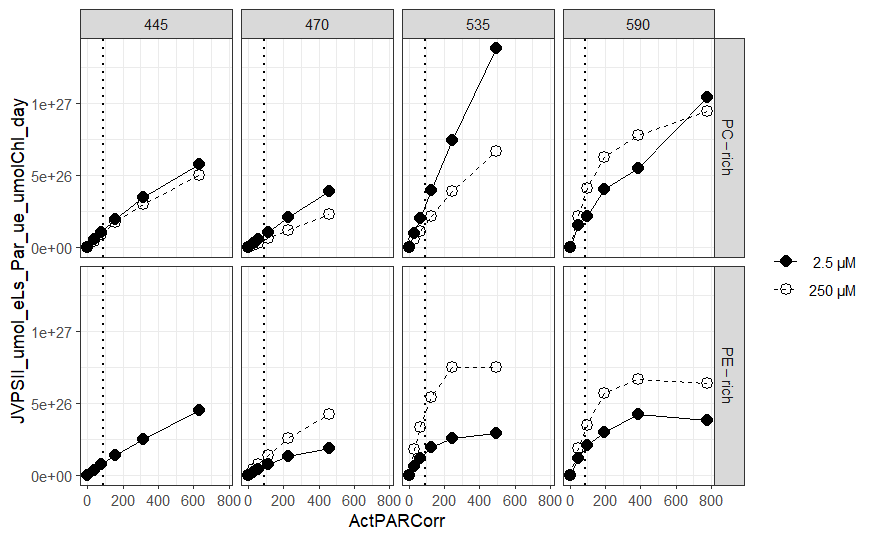 445 470 535 590
JVPSII_umol_eLs_Par_ue_umolChl_day
1e+27
5e+26
0e+00
PC−rich
1e+27
5e+26
0e+00
PE−rich
0 200 400 600 800 0 200 400 600 800 0 200 400 600 800 0 200 400 600 800
ActPARCorr
2.5 µM
250 µM